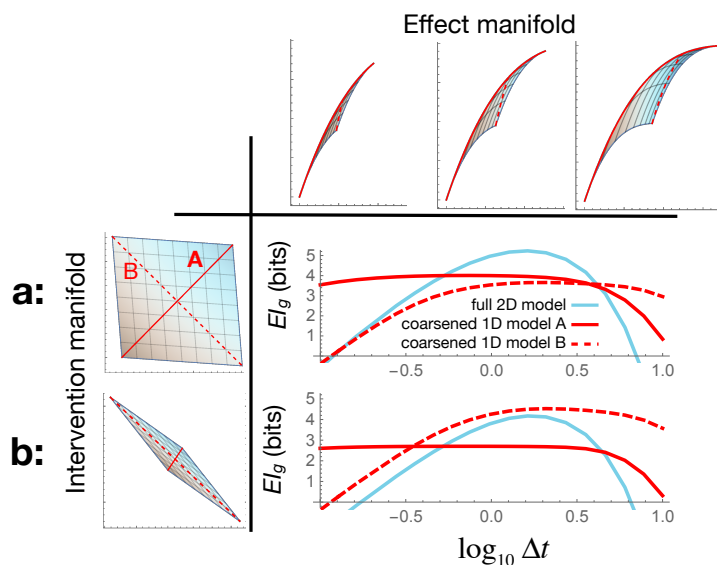 Effect manifold
Intervention manifold
a:
B
A
EI_g (bits)
5
4
3
2
1
full 2D model
coarsened 1D model A
coarsened 1D model B
−0.5
0.0
0.5
1.0
b:
EI_g (bits)
5
4
3
2
1
−0.5
0.0
0.5
1.0
log₁₀ Δt